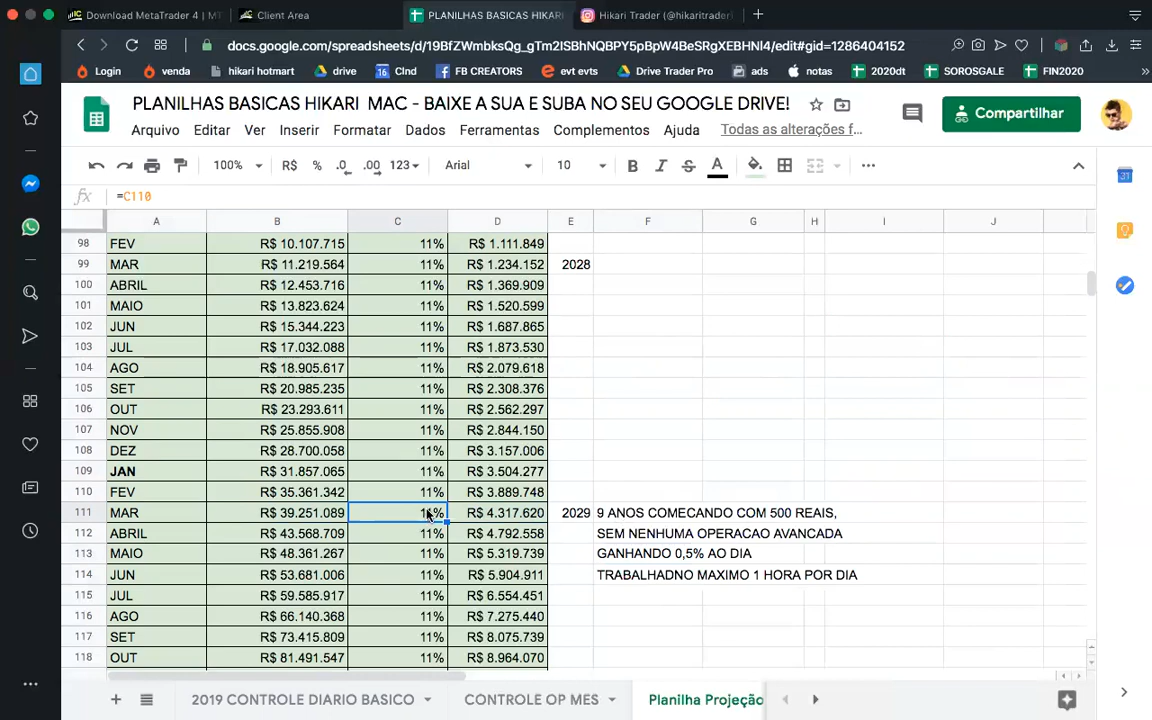 Download MetaTrader 4 | MT
Client Area
PLANILHAS BASICAS HIKARI
Hikari Trader (@hikaritrader)
docs.google.com/spreadsheets/d/19BfZWmbksQg_gTm2ISBhNQBPY5pBpW4BeSRgXEBHNI4/edit#gid=1286404152
Login venda hikari hotmart drive 16 Clnd FB CREATORS evt evts Drive Trader Pro ads notas 2020dt SOROSGALE FIN2020 »
PLANILHAS BASICAS HIKARI MAC - BAIXE A SUA E SUBA NO SEU GOOGLE DRIVE!
Compartilhar
Arquivo Editar Ver Inserir Formatar Dados Ferramentas Complementos Ajuda Todas as alterações f...
100% R$ % .0 .00 123 Arial 10 B I S A
fx =C110
A B C D E F G H I J
98 FEV R$ 10.107.715 11% R$ 1.111.849
99 MAR R$ 11.219.564 11% R$ 1.234.152 2028
100 ABRIL R$ 12.453.716 11% R$ 1.369.909
101 MAIO R$ 13.823.624 11% R$ 1.520.599
102 JUN R$ 15.344.223 11% R$ 1.687.865
103 JUL R$ 17.032.088 11% R$ 1.873.530
104 AGO R$ 18.905.617 11% R$ 2.079.618
105 SET R$ 20.985.235 11% R$ 2.308.376
106 OUT R$ 23.293.611 11% R$ 2.562.297
107 NOV R$ 25.855.908 11% R$ 2.844.150
108 DEZ R$ 28.700.058 11% R$ 3.157.006
109 JAN R$ 31.857.065 11% R$ 3.504.277
110 FEV R$ 35.361.342 11% R$ 3.889.748
111 MAR R$ 39.251.089 11% R$ 4.317.620 2029 9 ANOS COMECANDO COM 500 REAIS,
112 ABRIL R$ 43.568.709 11% R$ 4.792.558 SEM NENHUMA OPERACAO AVANCADA
113 MAIO R$ 48.361.267 11% R$ 5.319.739 GANHANDO 0,5% AO DIA
114 JUN R$ 53.681.006 11% R$ 5.904.911 TRABALHADNO MAXIMO 1 HORA POR DIA
115 JUL R$ 59.585.917 11% R$ 6.554.451
116 AGO R$ 66.140.368 11% R$ 7.275.440
117 SET R$ 73.415.809 11% R$ 8.075.739
118 OUT R$ 81.491.547 11% R$ 8.964.070
2019 CONTROLE DIARIO BASICO CONTROLE OP MES Planilha Projeção